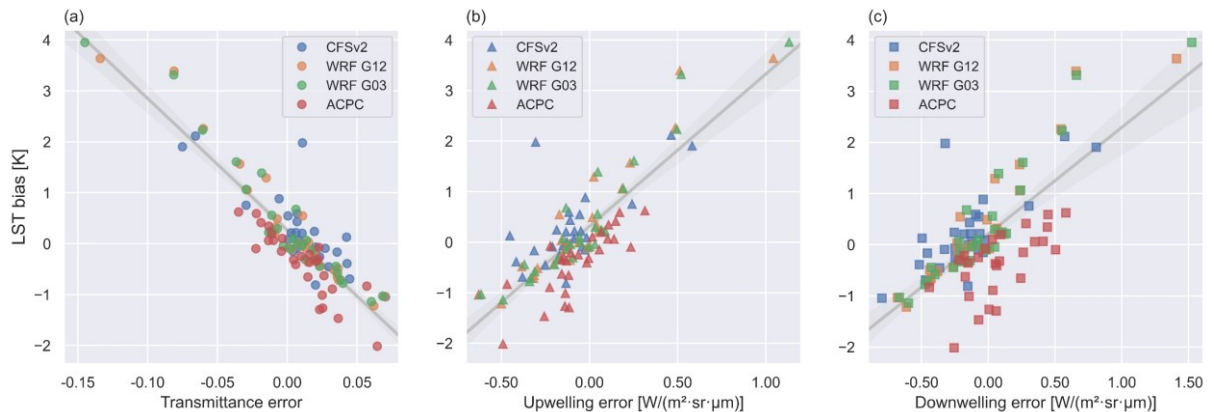 (a)
(b)
(c)
4
3
2
1
0
−1
−2
LST bias [K]
CFSv2
WRF G12
WRF G03
ACPC
-0.15
-0.10
-0.05
0.00
0.05
Transmittance error
4
3
2
1
0
−1
−2
CFSv2
WRF G12
WRF G03
ACPC
-0.50
0.00
0.50
1.00
Upwelling error [W/(m²·sr·μm)]
4
3
2
1
0
−1
−2
CFSv2
WRF G12
WRF G03
ACPC
-0.50
0.00
0.50
1.00
1.50
Downwelling error [W/(m²·sr·μm)]